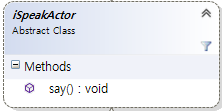 iSpeakActor
Abstract Class
Methods
say() : void